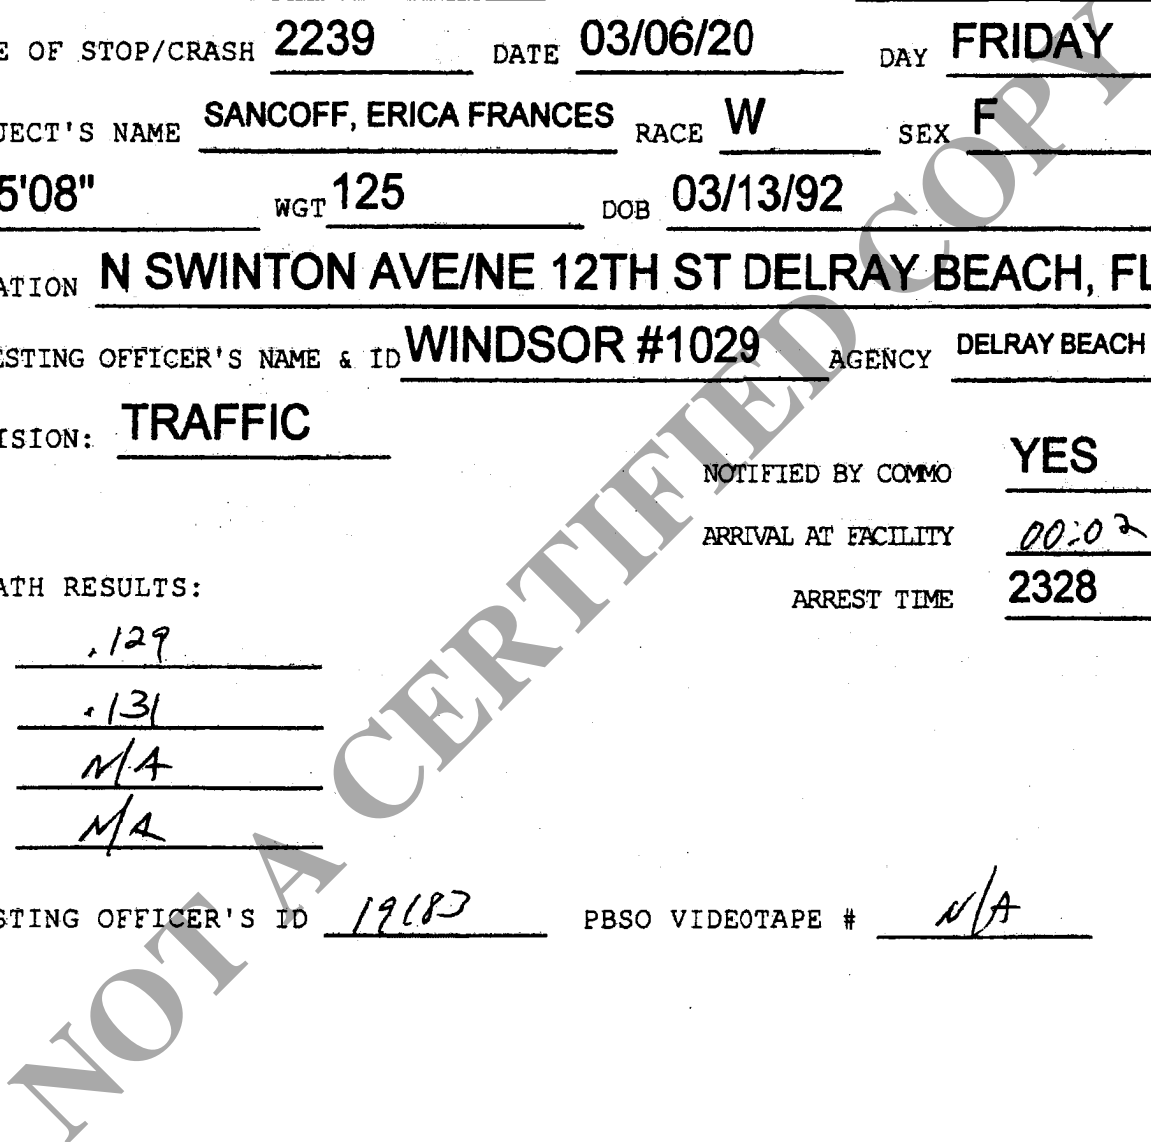 E OF STOP/CRASH 2239 DATE 03/06/20 DAY FRIDAY
JECT'S NAME SANCOFF, ERICA FRANCES RACE W SEX F
5'08" WGT 125 DOB 03/13/92
ATION N SWINTON AVE/NE 12TH ST DELRAY BEACH, FL
ESTING OFFICER'S NAME & ID WINDSOR #1029 AGENCY DELRAY BEACH
ISION: TRAFFIC
NOTIFIED BY COMMO YES
ARRIVAL AT FACILITY 00:02
ATH RESULTS:
ARREST TIME 2328
.129
.131
N/A
N/A
STING OFFICER'S ID 19183 PBSO VIDEOTAPE # N/A
NOT A CERTIFIED COPY